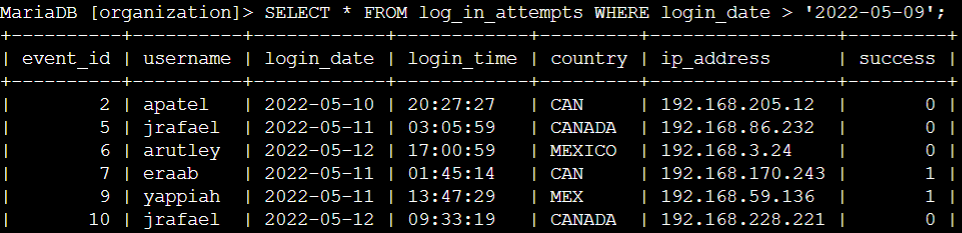 MariaDB [organization]> SELECT * FROM log_in_attempts WHERE login_date > '2022-05-09';
+----------+----------+------------+------------+---------+-----------------+---------+
| event_id | username | login_date | login_time | country | ip_address      | success |
+----------+----------+------------+------------+---------+-----------------+---------+
|        2 | apatel   | 2022-05-10 | 20:27:27   | CAN     | 192.168.205.12  |       0 |
|        5 | jrafael  | 2022-05-11 | 03:05:59   | CANADA  | 192.168.86.232  |       0 |
|        6 | arutley  | 2022-05-12 | 17:00:59   | MEXICO  | 192.168.3.24    |       0 |
|        7 | eraab    | 2022-05-11 | 01:45:14   | CAN     | 192.168.170.243 |       1 |
|        9 | yappiah  | 2022-05-11 | 13:47:29   | MEX     | 192.168.59.136  |       1 |
|       10 | jrafael  | 2022-05-12 | 09:33:19   | CANADA  | 192.168.228.221 |       0 |